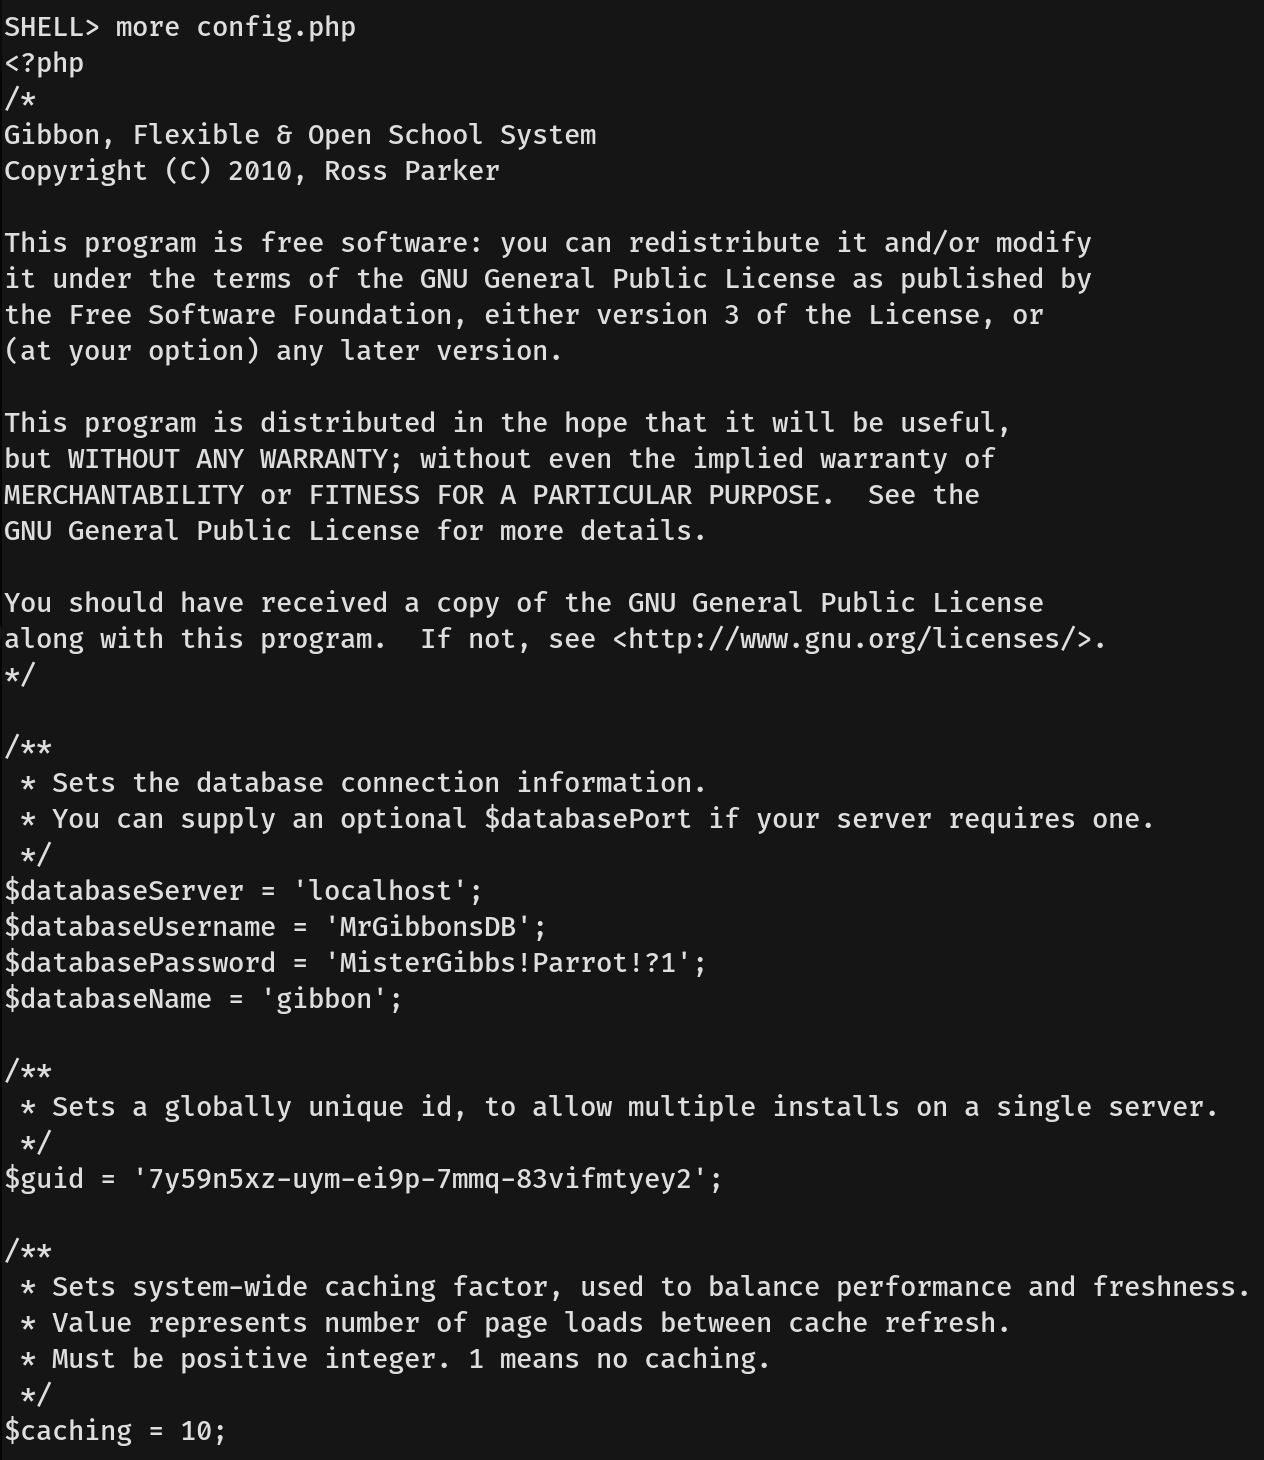 SHELL> more config.php
<?php
/*
Gibbon, Flexible & Open School System
Copyright (C) 2010, Ross Parker

This program is free software: you can redistribute it and/or modify
it under the terms of the GNU General Public License as published by
the Free Software Foundation, either version 3 of the License, or
(at your option) any later version.

This program is distributed in the hope that it will be useful,
but WITHOUT ANY WARRANTY; without even the implied warranty of
MERCHANTABILITY or FITNESS FOR A PARTICULAR PURPOSE.  See the
GNU General Public License for more details.

You should have received a copy of the GNU General Public License
along with this program.  If not, see <http://www.gnu.org/licenses/>.
*/

/**
 * Sets the database connection information.
 * You can supply an optional $databasePort if your server requires one.
 */
$databaseServer = 'localhost';
$databaseUsername = 'MrGibbonsDB';
$databasePassword = 'MisterGibbs!Parrot!?1';
$databaseName = 'gibbon';

/**
 * Sets a globally unique id, to allow multiple installs on a single server.
 */
$guid = '7y59n5xz-uym-ei9p-7mmq-83vifmtyey2';

/**
 * Sets system-wide caching factor, used to balance performance and freshness.
 * Value represents number of page loads between cache refresh.
 * Must be positive integer. 1 means no caching.
 */
$caching = 10;